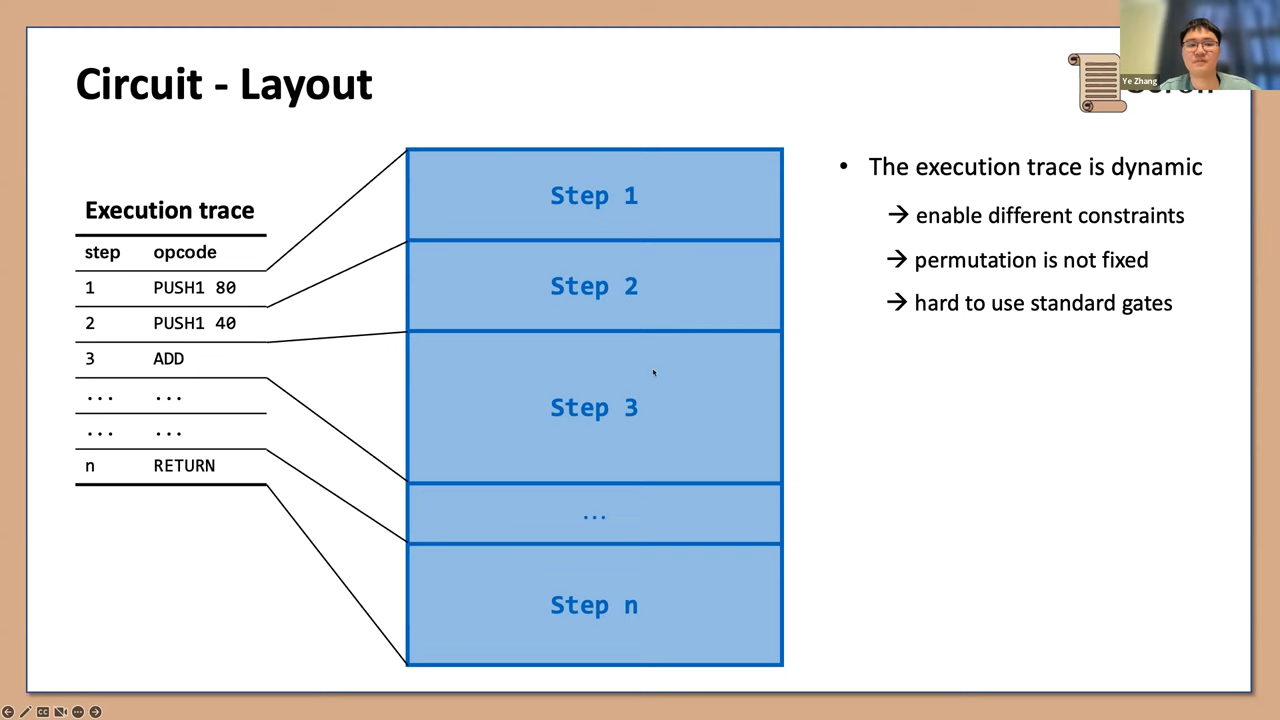 Circuit - Layout
Ye Zhang
Execution trace
step opcode
1 PUSH1 80
2 PUSH1 40
3 ADD
... ...
... ...
n RETURN
Step 1
Step 2
Step 3
...
Step n
• The execution trace is dynamic
→ enable different constraints
→ permutation is not fixed
→ hard to use standard gates